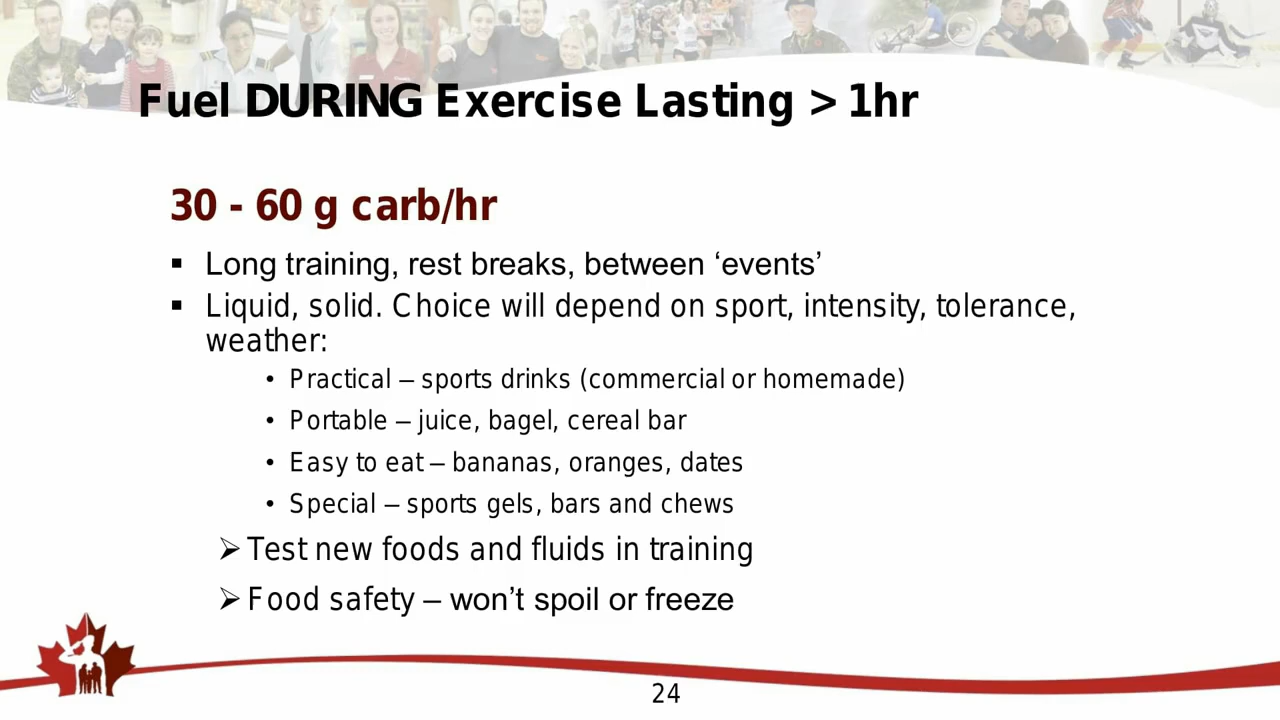 Fuel DURING Exercise Lasting > 1hr
30 - 60 g carb/hr
▪ Long training, rest breaks, between ‘events’
▪ Liquid, solid. Choice will depend on sport, intensity, tolerance,
weather:
• Practical – sports drinks (commercial or homemade)
• Portable – juice, bagel, cereal bar
• Easy to eat – bananas, oranges, dates
• Special – sports gels, bars and chews
➢ Test new foods and fluids in training
➢ Food safety – won’t spoil or freeze
24